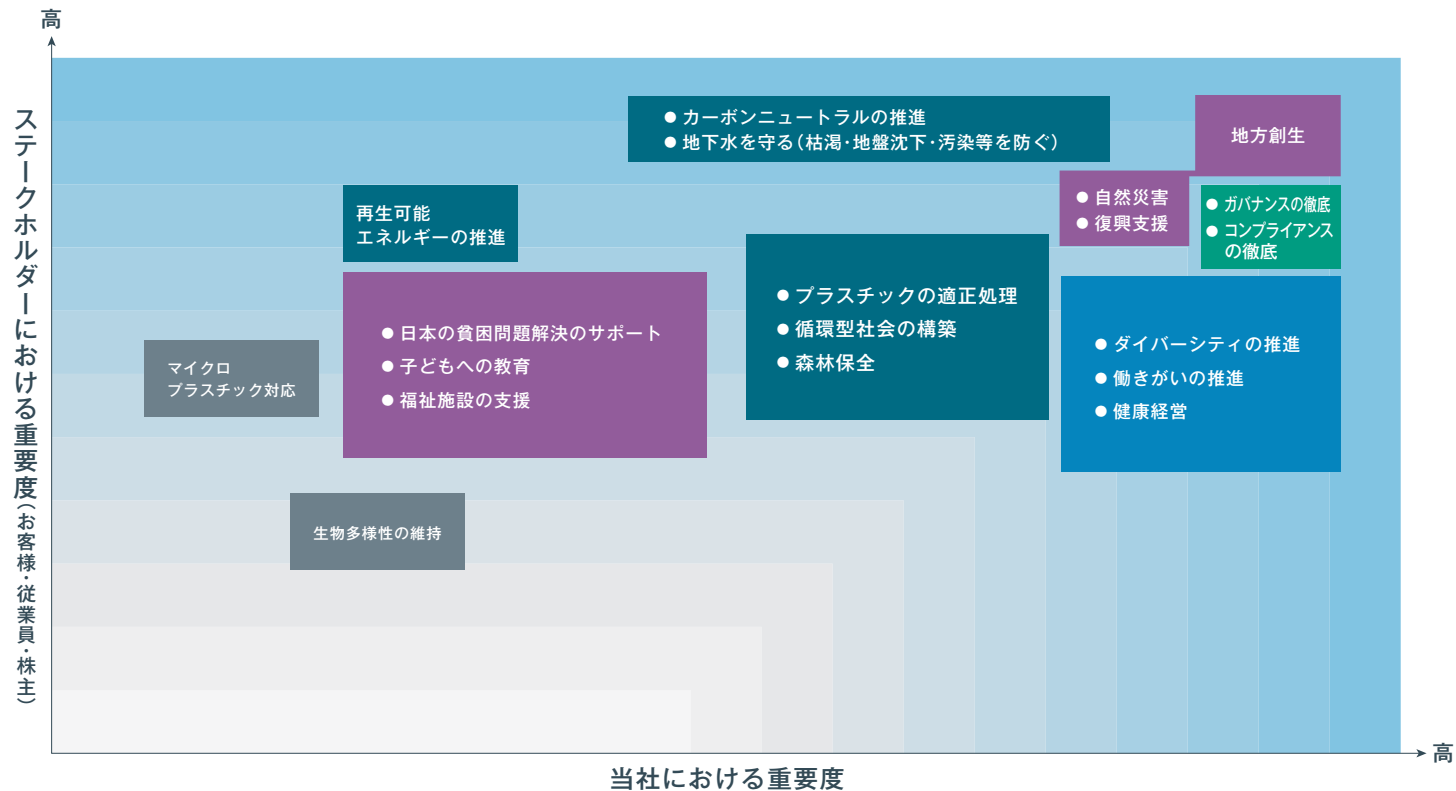 高
ステークホルダーにおける重要度(お客様・従業員・株主)
● カーボンニュートラルの推進
● 地下水を守る(枯渇・地盤沈下・汚染等を防ぐ)
地方創生
再生可能
エネルギーの推進
● 自然災害
● 復興支援
● ガバナンスの徹底
● コンプライアンス
の徹底
● 日本の貧困問題解決のサポート
● 子どもへの教育
● 福祉施設の支援
● プラスチックの適正処理
● 循環型社会の構築
● 森林保全
● ダイバーシティの推進
● 働きがいの推進
● 健康経営
マイクロ
プラスチック対応
生物多様性の維持
高
当社における重要度